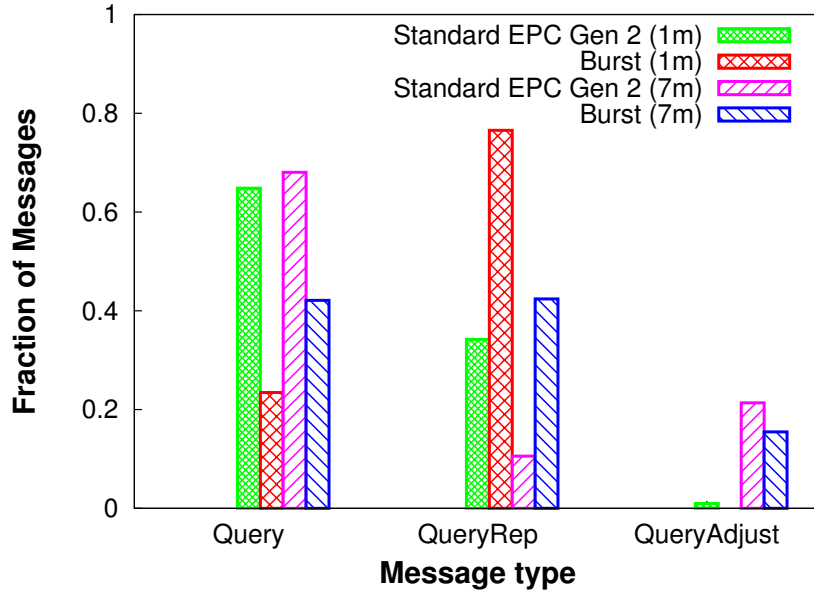 Fraction of Messages
1
0.8
0.6
0.4
0.2
0
Standard EPC Gen 2 (1m)
Burst (1m)
Standard EPC Gen 2 (7m)
Burst (7m)
Query
QueryRep
QueryAdjust
Message type